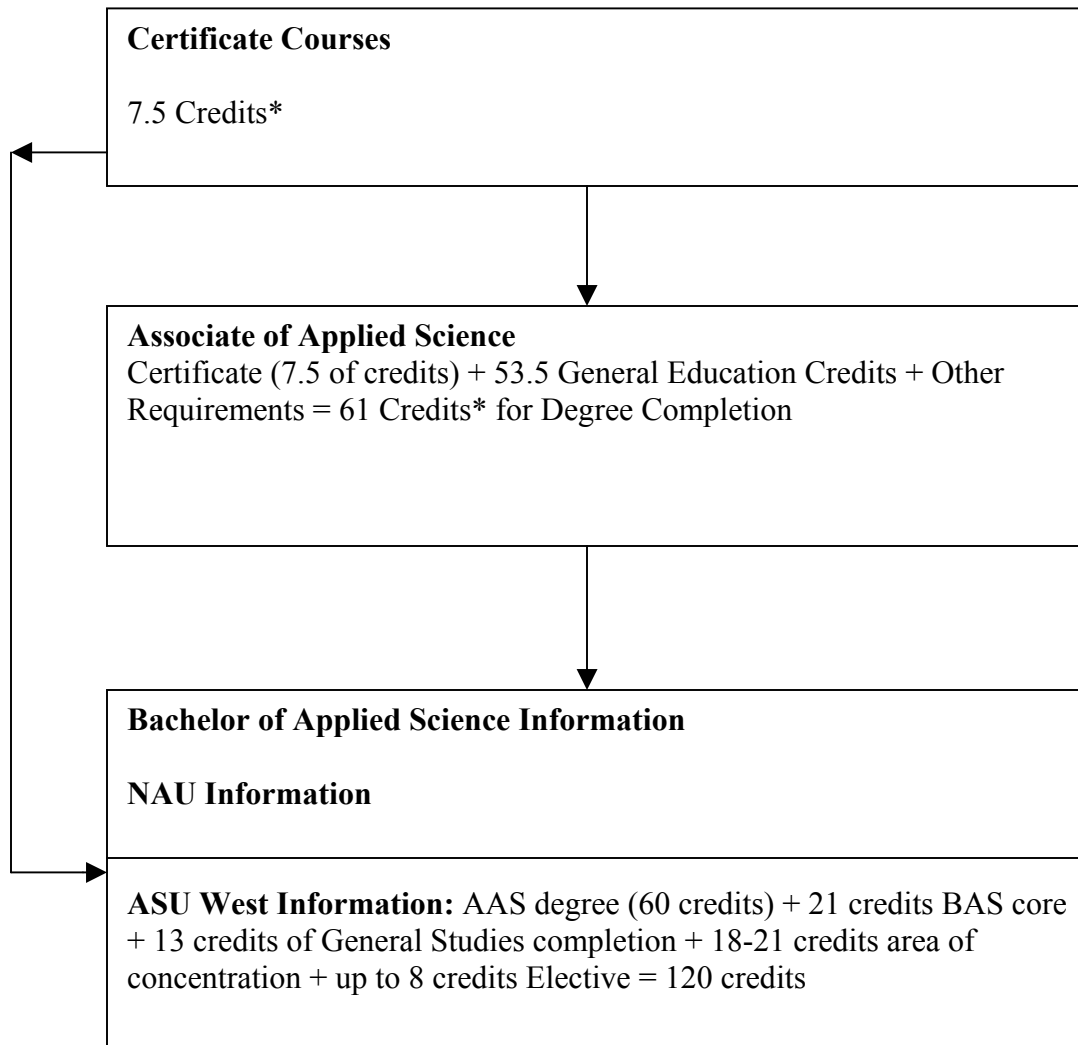 Certificate Courses
7.5 Credits*
Associate of Applied Science
Certificate (7.5 of credits) + 53.5 General Education Credits + Other
Requirements = 61 Credits* for Degree Completion
Bachelor of Applied Science Information
NAU Information
ASU West Information: AAS degree (60 credits) + 21 credits BAS core
+ 13 credits of General Studies completion + 18-21 credits area of
concentration + up to 8 credits Elective = 120 credits